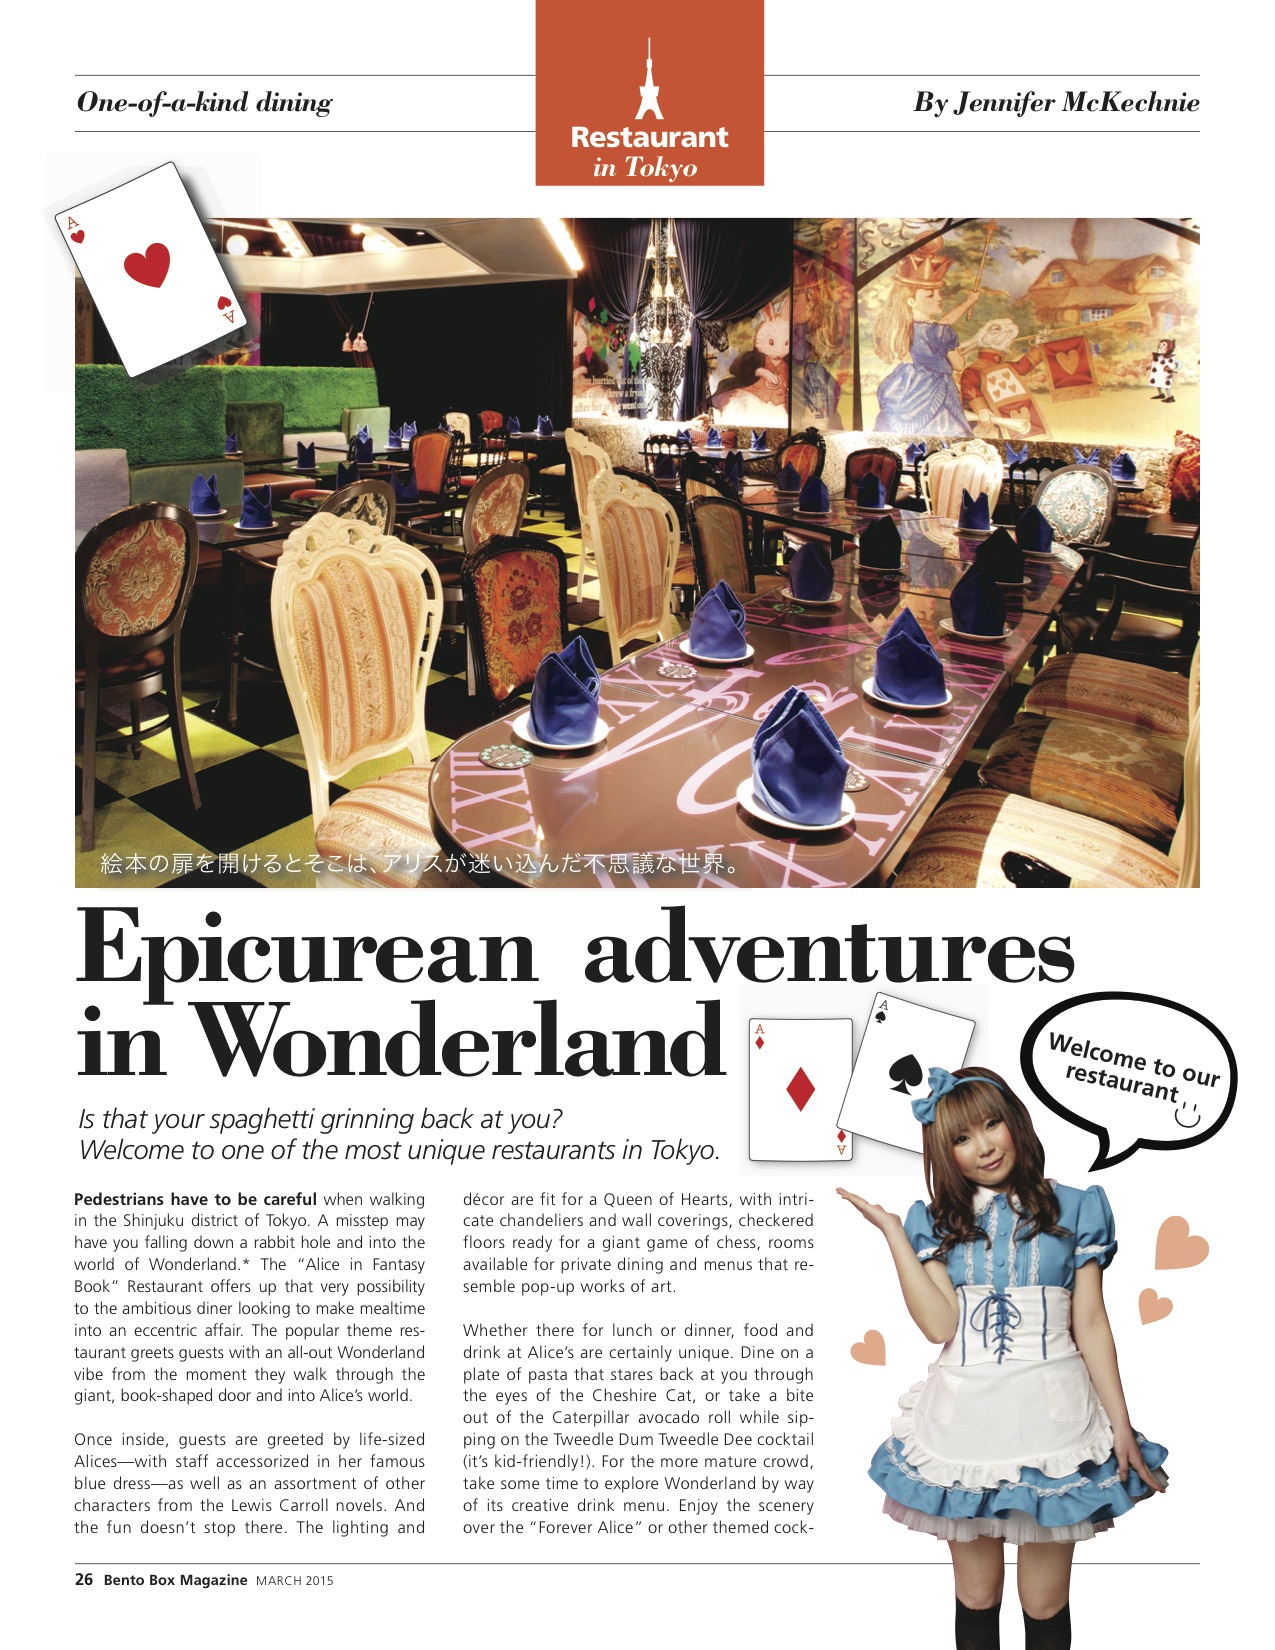 One-of-a-kind dining
Restaurant
in Tokyo
By Jennifer McKechnie
A
A
絵本の扉を開けるとそこは、アリスが迷い込んだ不思議な世界。
Epicurean adventures
in Wonderland
A
A
A
Welcome to our
restaurant
Is that your spaghetti grinning back at you?
Welcome to one of the most unique restaurants in Tokyo.
Pedestrians have to be careful when walking
in the Shinjuku district of Tokyo. A misstep may
have you falling down a rabbit hole and into the
world of Wonderland.* The “Alice in Fantasy
Book” Restaurant offers up that very possibility
to the ambitious diner looking to make mealtime
into an eccentric affair. The popular theme res-
taurant greets guests with an all-out Wonderland
vibe from the moment they walk through the
giant, book-shaped door and into Alice’s world.
Once inside, guests are greeted by life-sized
Alices—with staff accessorized in her famous
blue dress—as well as an assortment of other
characters from the Lewis Carroll novels. And
the fun doesn’t stop there. The lighting and
décor are fit for a Queen of Hearts, with intri-
cate chandeliers and wall coverings, checkered
floors ready for a giant game of chess, rooms
available for private dining and menus that re-
semble pop-up works of art.
Whether there for lunch or dinner, food and
drink at Alice’s are certainly unique. Dine on a
plate of pasta that stares back at you through
the eyes of the Cheshire Cat, or take a bite
out of the Caterpillar avocado roll while sip-
ping on the Tweedle Dum Tweedle Dee cocktail
(it’s kid-friendly!). For the more mature crowd,
take some time to explore Wonderland by way
of its creative drink menu. Enjoy the scenery
over the “Forever Alice” or other themed cock-
26 Bento Box Magazine MARCH 2015